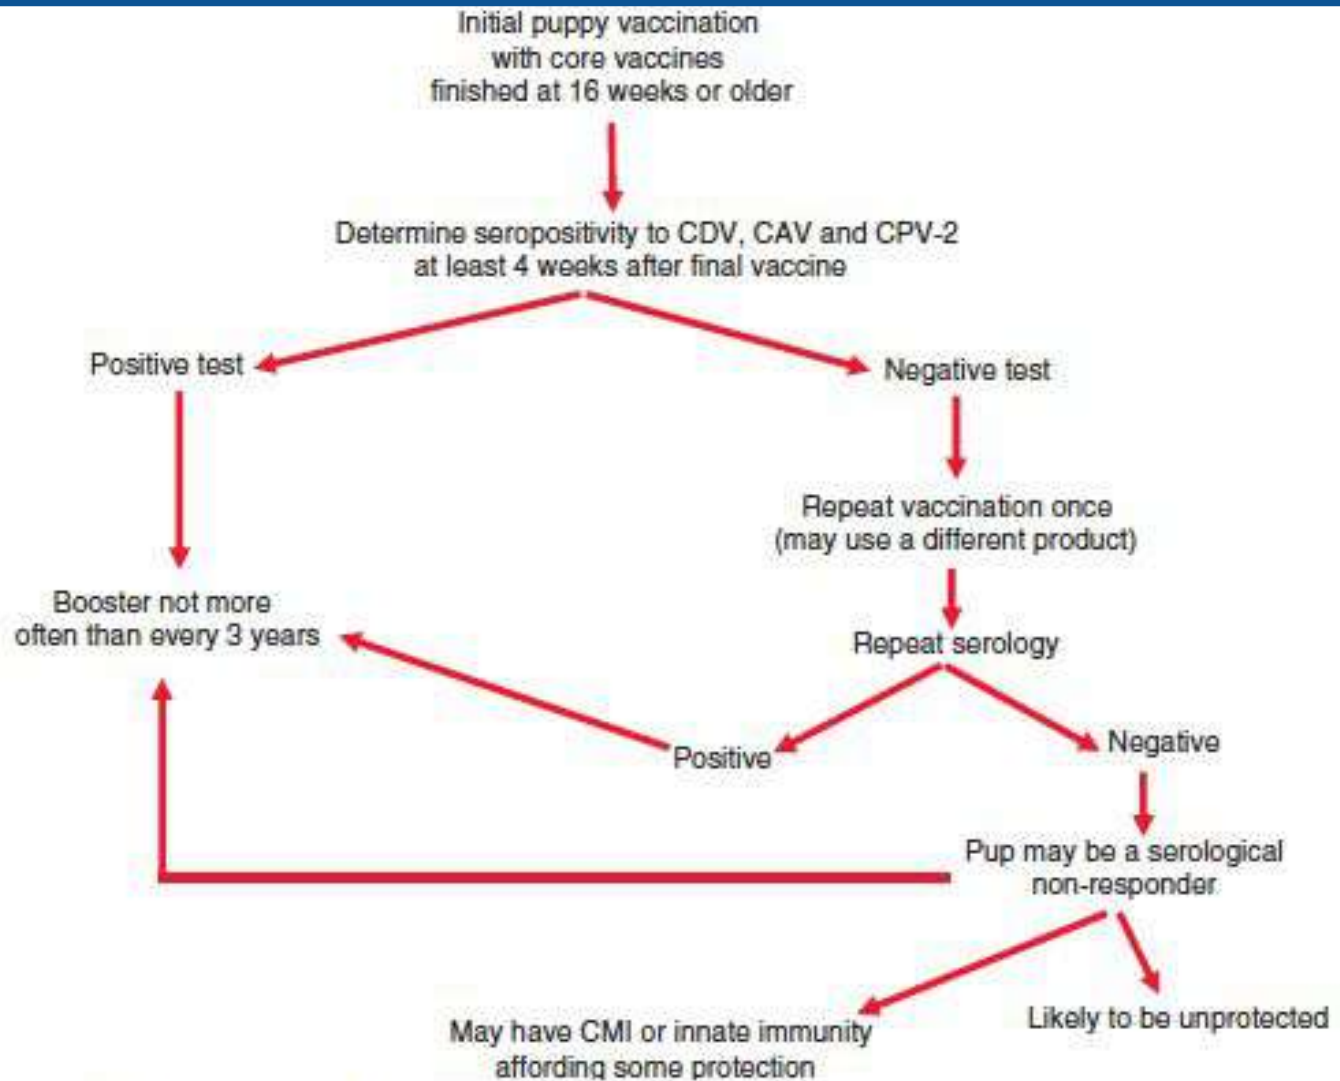 Initial puppy vaccination
with core vaccines
finished at 16 weeks or older
Determine seropositivity to CDV, CAV and CPV-2
at least 4 weeks after final vaccine
Positive test
Negative test
Repeat vaccination once
(may use a different product)
Booster not more
often than every 3 years
Repeat serology
Positive
Negative
Pup may be a serological
non-responder
May have CMI or innate immunity
affording some protection
Likely to be unprotected